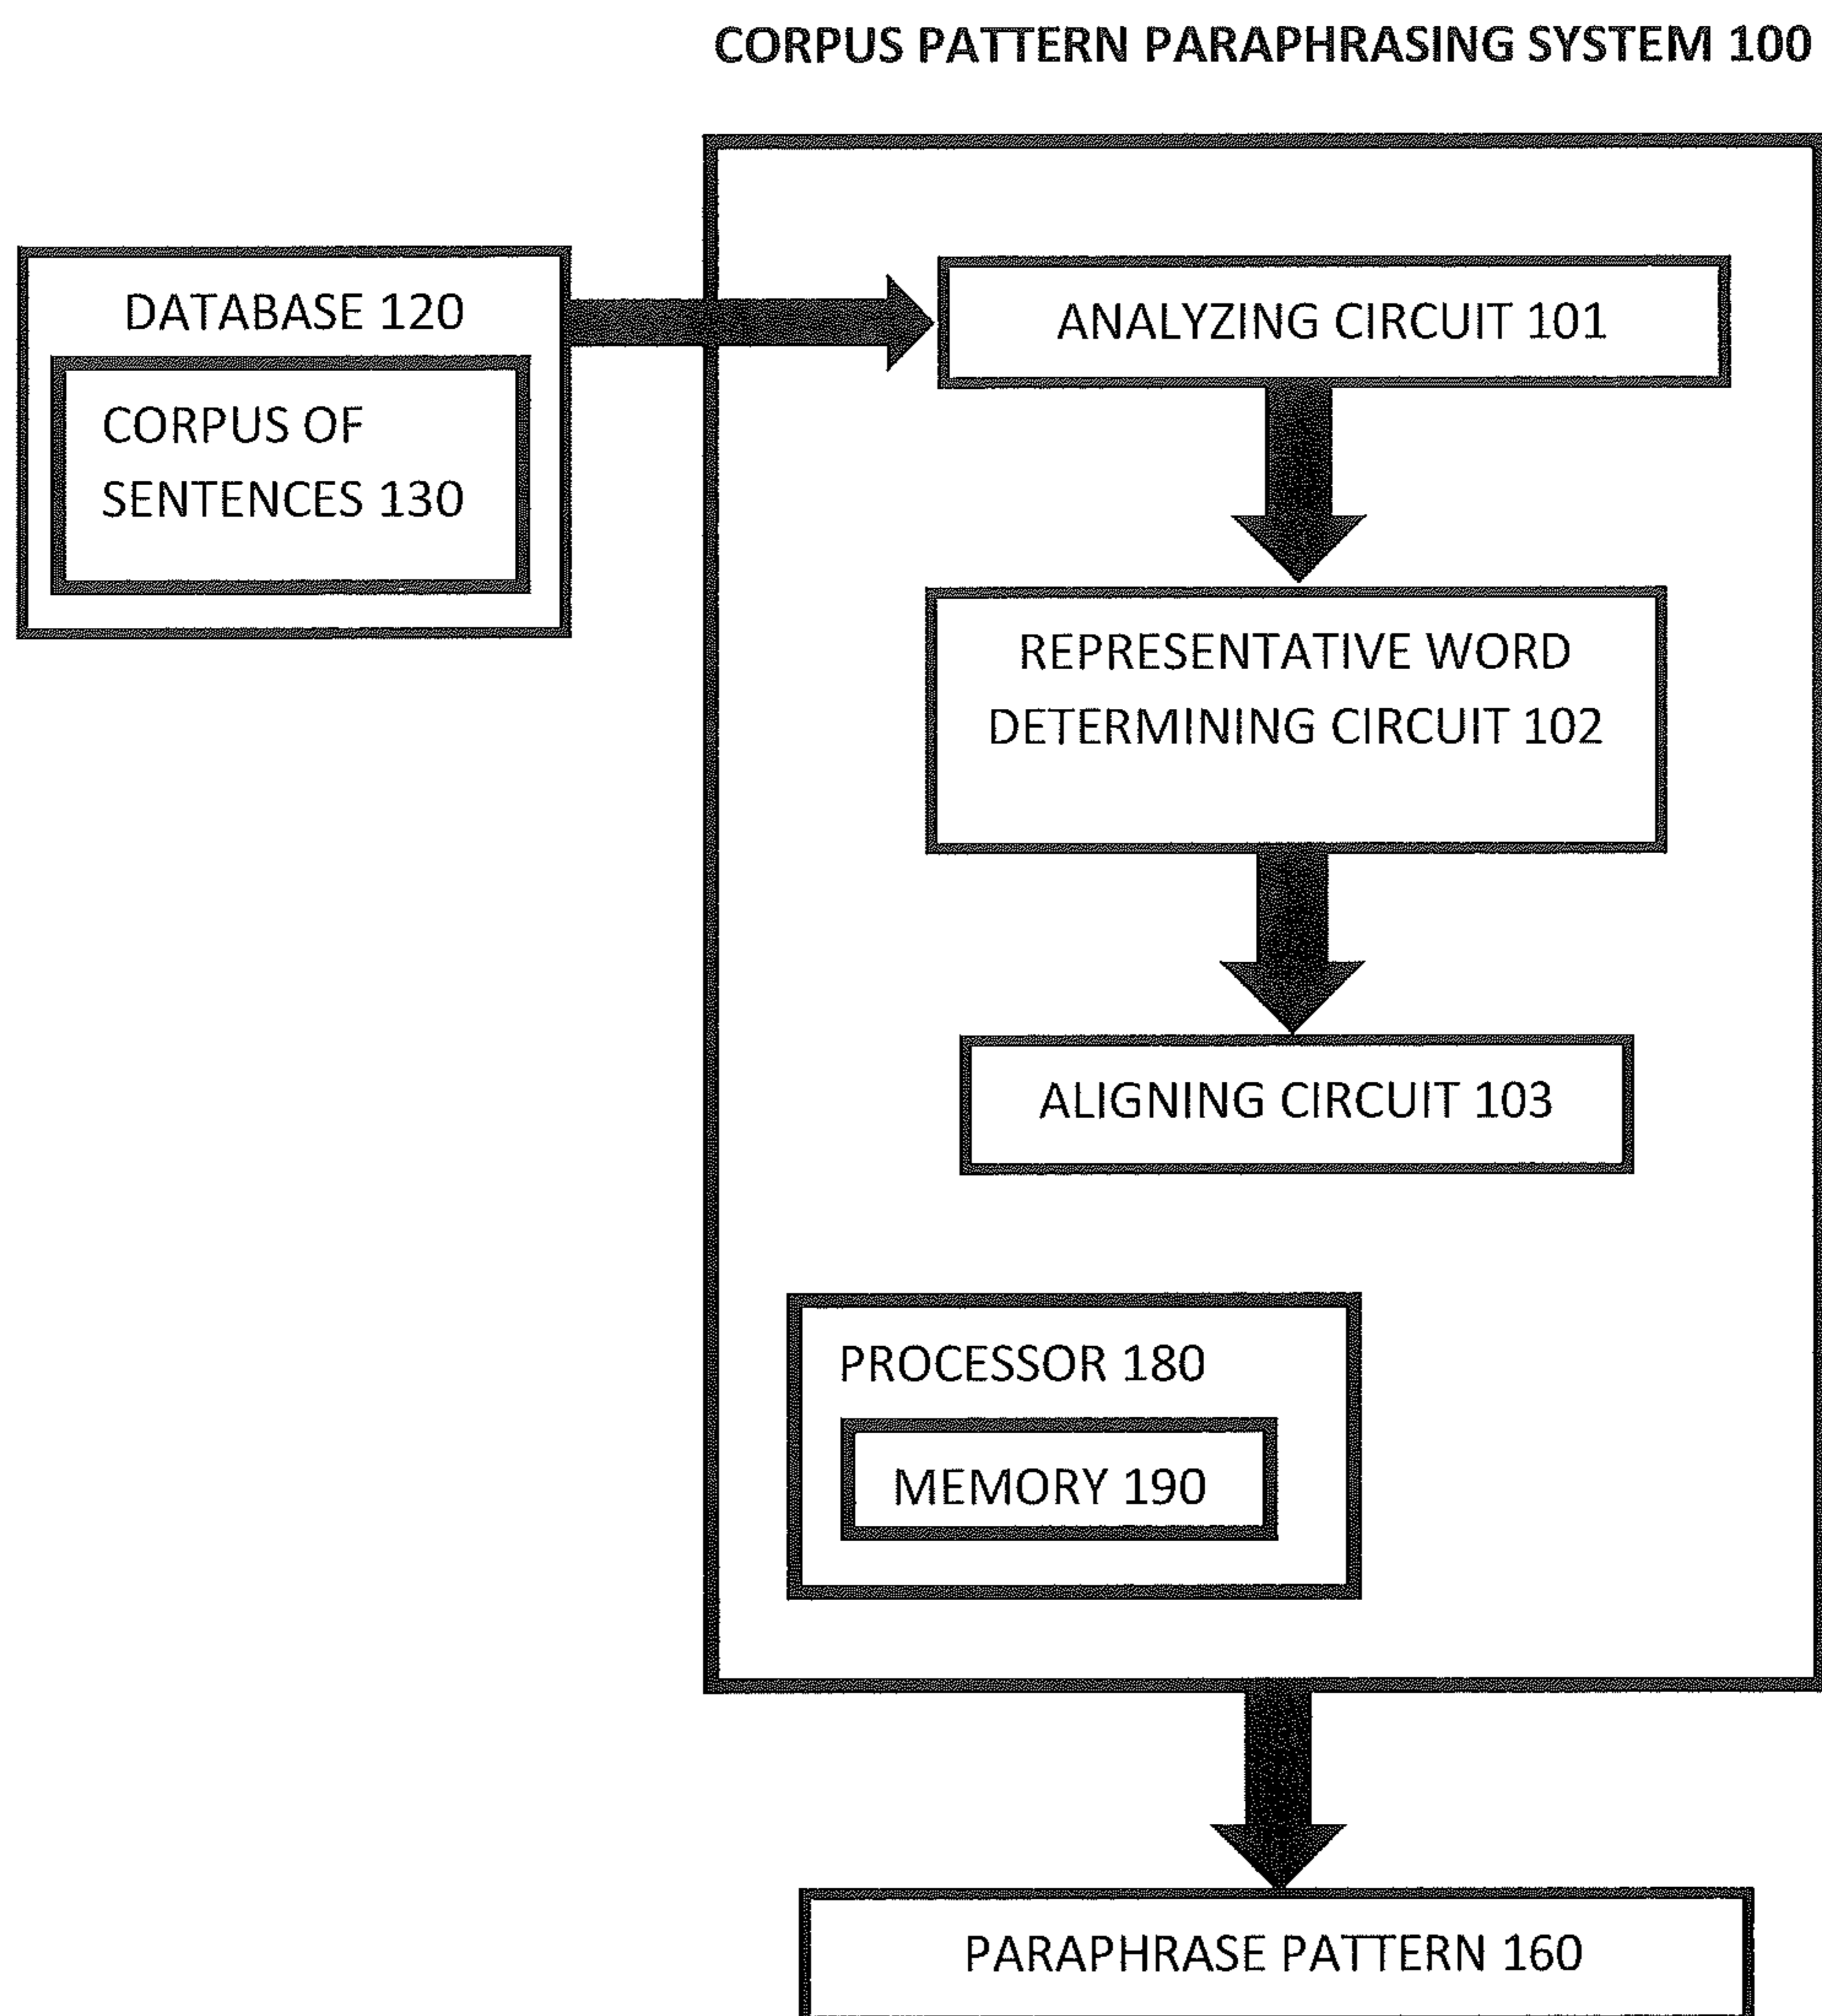 CORPUS PATTERN PARAPHRASING SYSTEM 100
DATABASE 120
CORPUS OF
SENTENCES 130
ANALYZING CIRCUIT 101
REPRESENTATIVE WORD
DETERMINING CIRCUIT 102
ALIGNING CIRCUIT 103
PROCESSOR 180
MEMORY 190
PARAPHRASE PATTERN 160